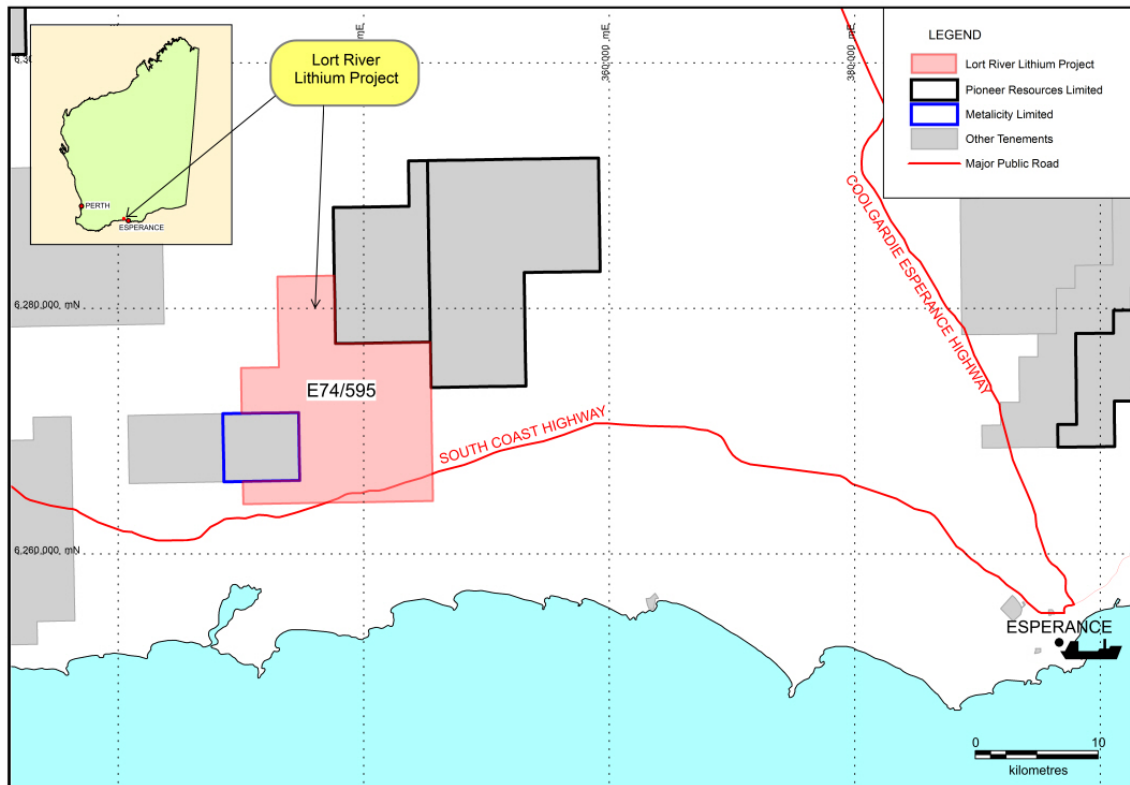 Lort River
Lithium Project
PERTH
ESPERANCE
mE
360,000, mE
380,000, mE
LEGEND
Lort River Lithium Project
Pioneer Resources Limited
Metalicity Limited
Other Tenements
Major Public Road
COOLGARDIE ESPERANCE HIGHWAY
6,280,000, mN
E74/595
SOUTH COAST HIGHWAY
6,260,000, mN
ESPERANCE
0 10
kilometres